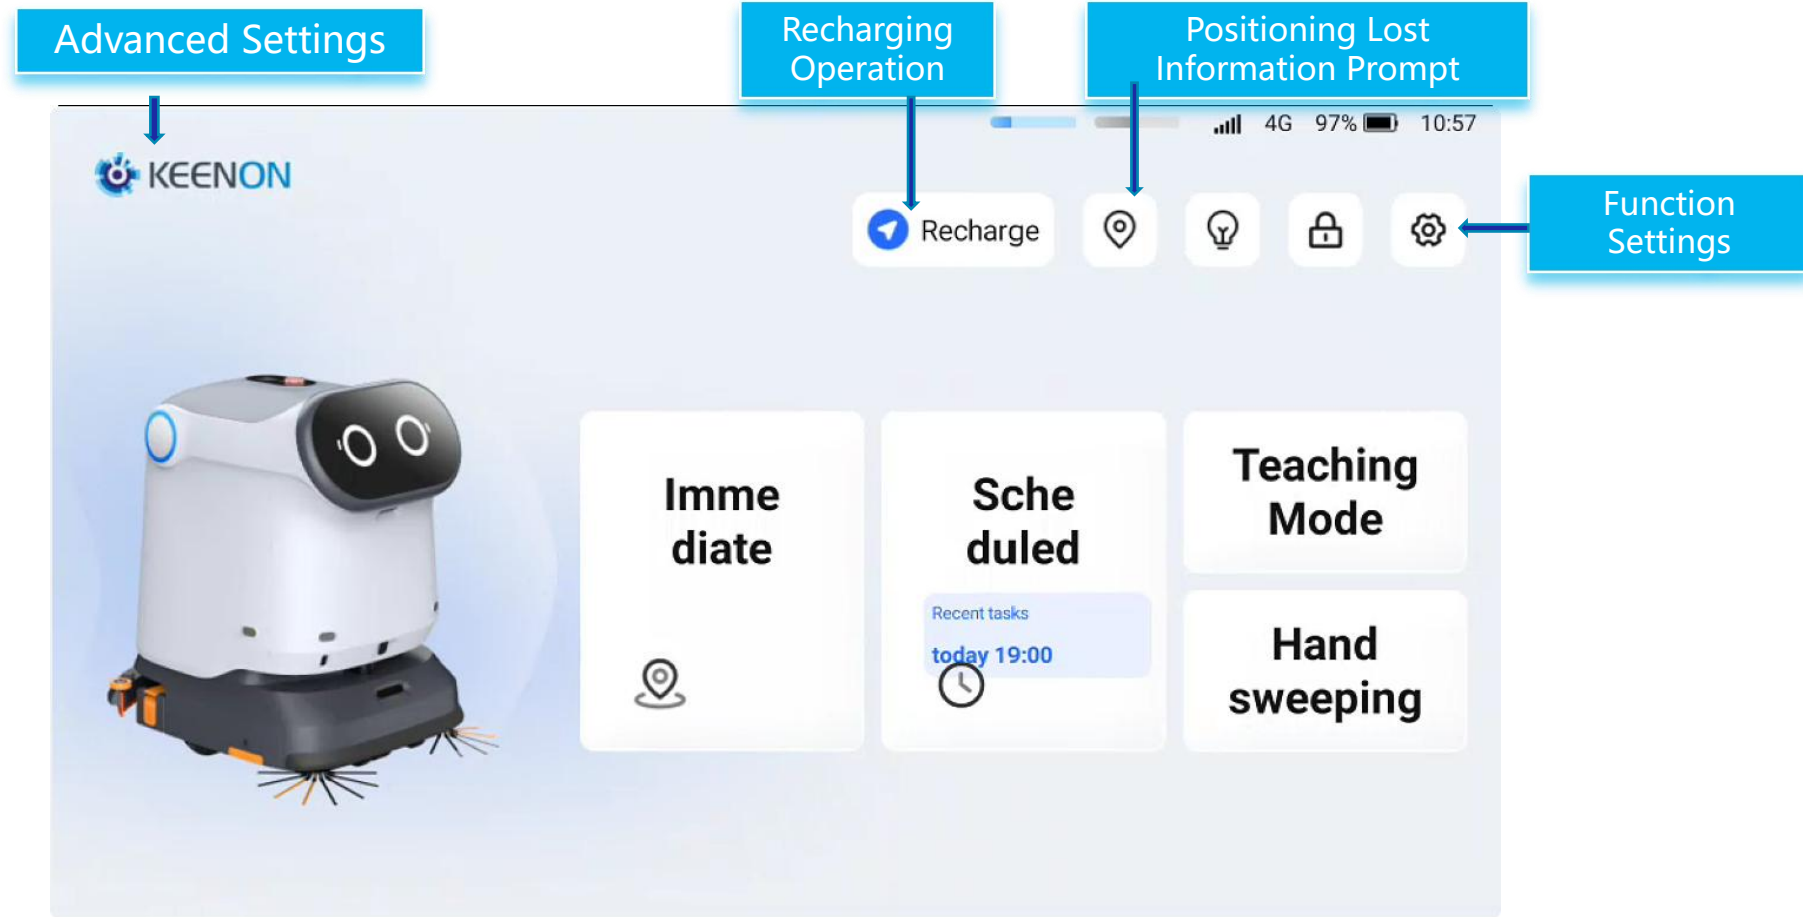 Advanced Settings
Recharging
Operation
Positioning Lost
Information Prompt
4G 97% 10:57
KEENON
Recharge
Function
Settings
Imme
diate
Sche
duled
Recent tasks
today 19:00
Teaching
Mode
Hand
sweeping